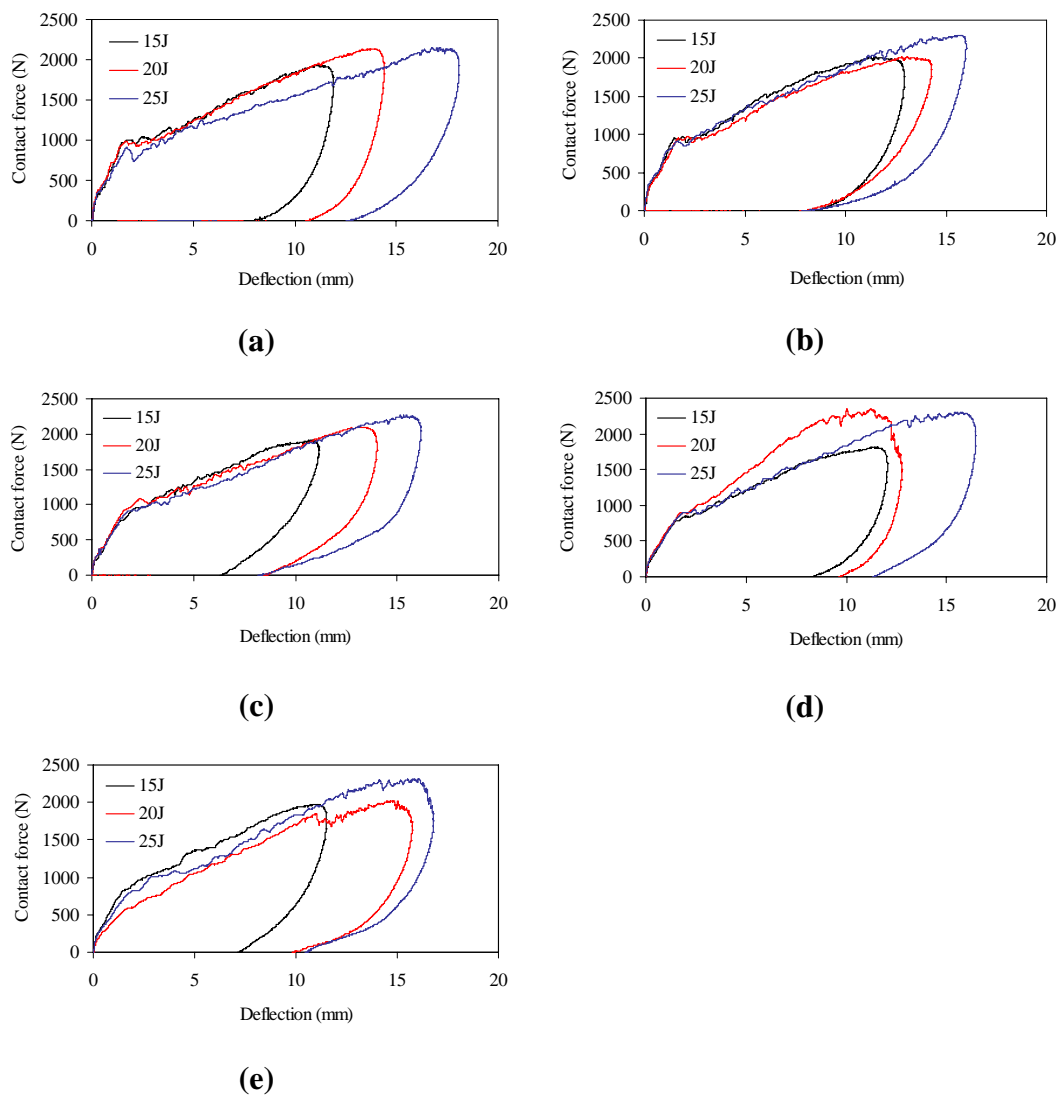 2500
2000
1500
1000
500
0
15J
20J
25J
Contact force (N)
0 5 10 15 20
Deflection (mm)
(a)
2500
2000
1500
1000
500
0
15J
20J
25J
Contact force (N)
0 5 10 15 20
Deflection (mm)
(b)
2500
2000
1500
1000
500
0
15J
20J
25J
Contact force (N)
0 5 10 15 20
Deflection (mm)
(c)
2500
2000
1500
1000
500
0
15J
20J
25J
Contact force (N)
0 5 10 15 20
Deflection (mm)
(d)
2500
2000
1500
1000
500
0
15J
20J
25J
Contact force (N)
0 5 10 15 20
Deflection (mm)
(e)